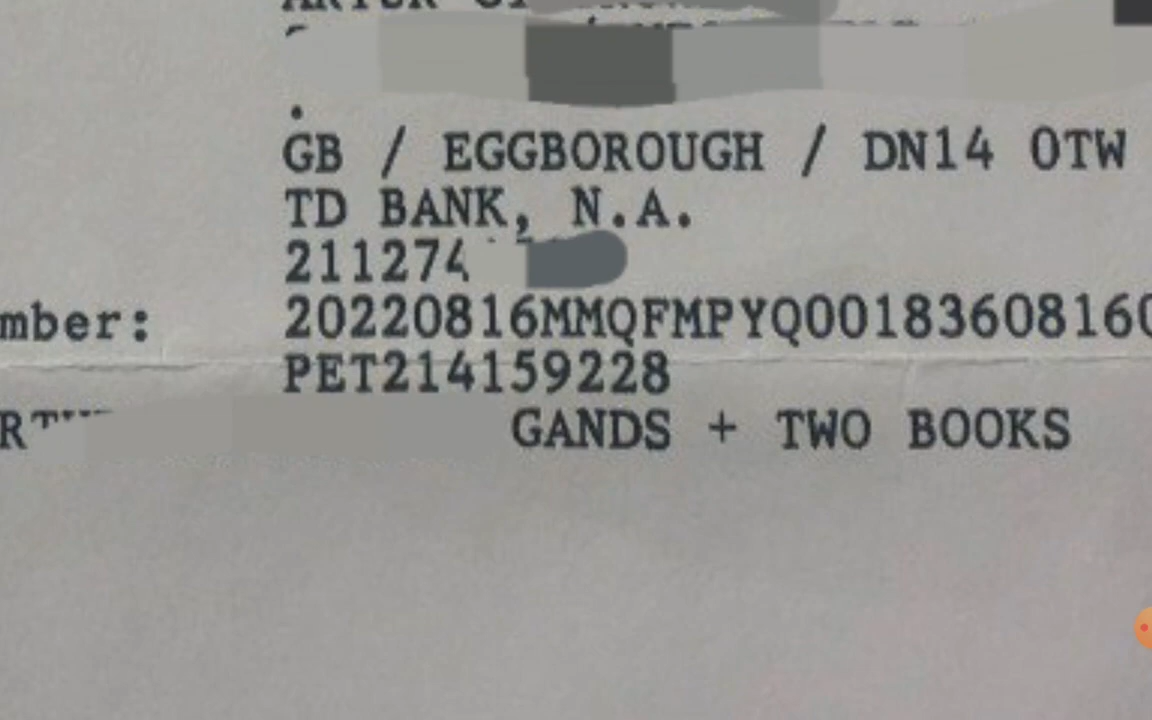 GB / EGGBOROUGH / DN14 0TW
TD BANK, N.A.
211274
mber: 20220816MMQFMPYQ00183608160
PET214159228
GANDS + TWO BOOKS